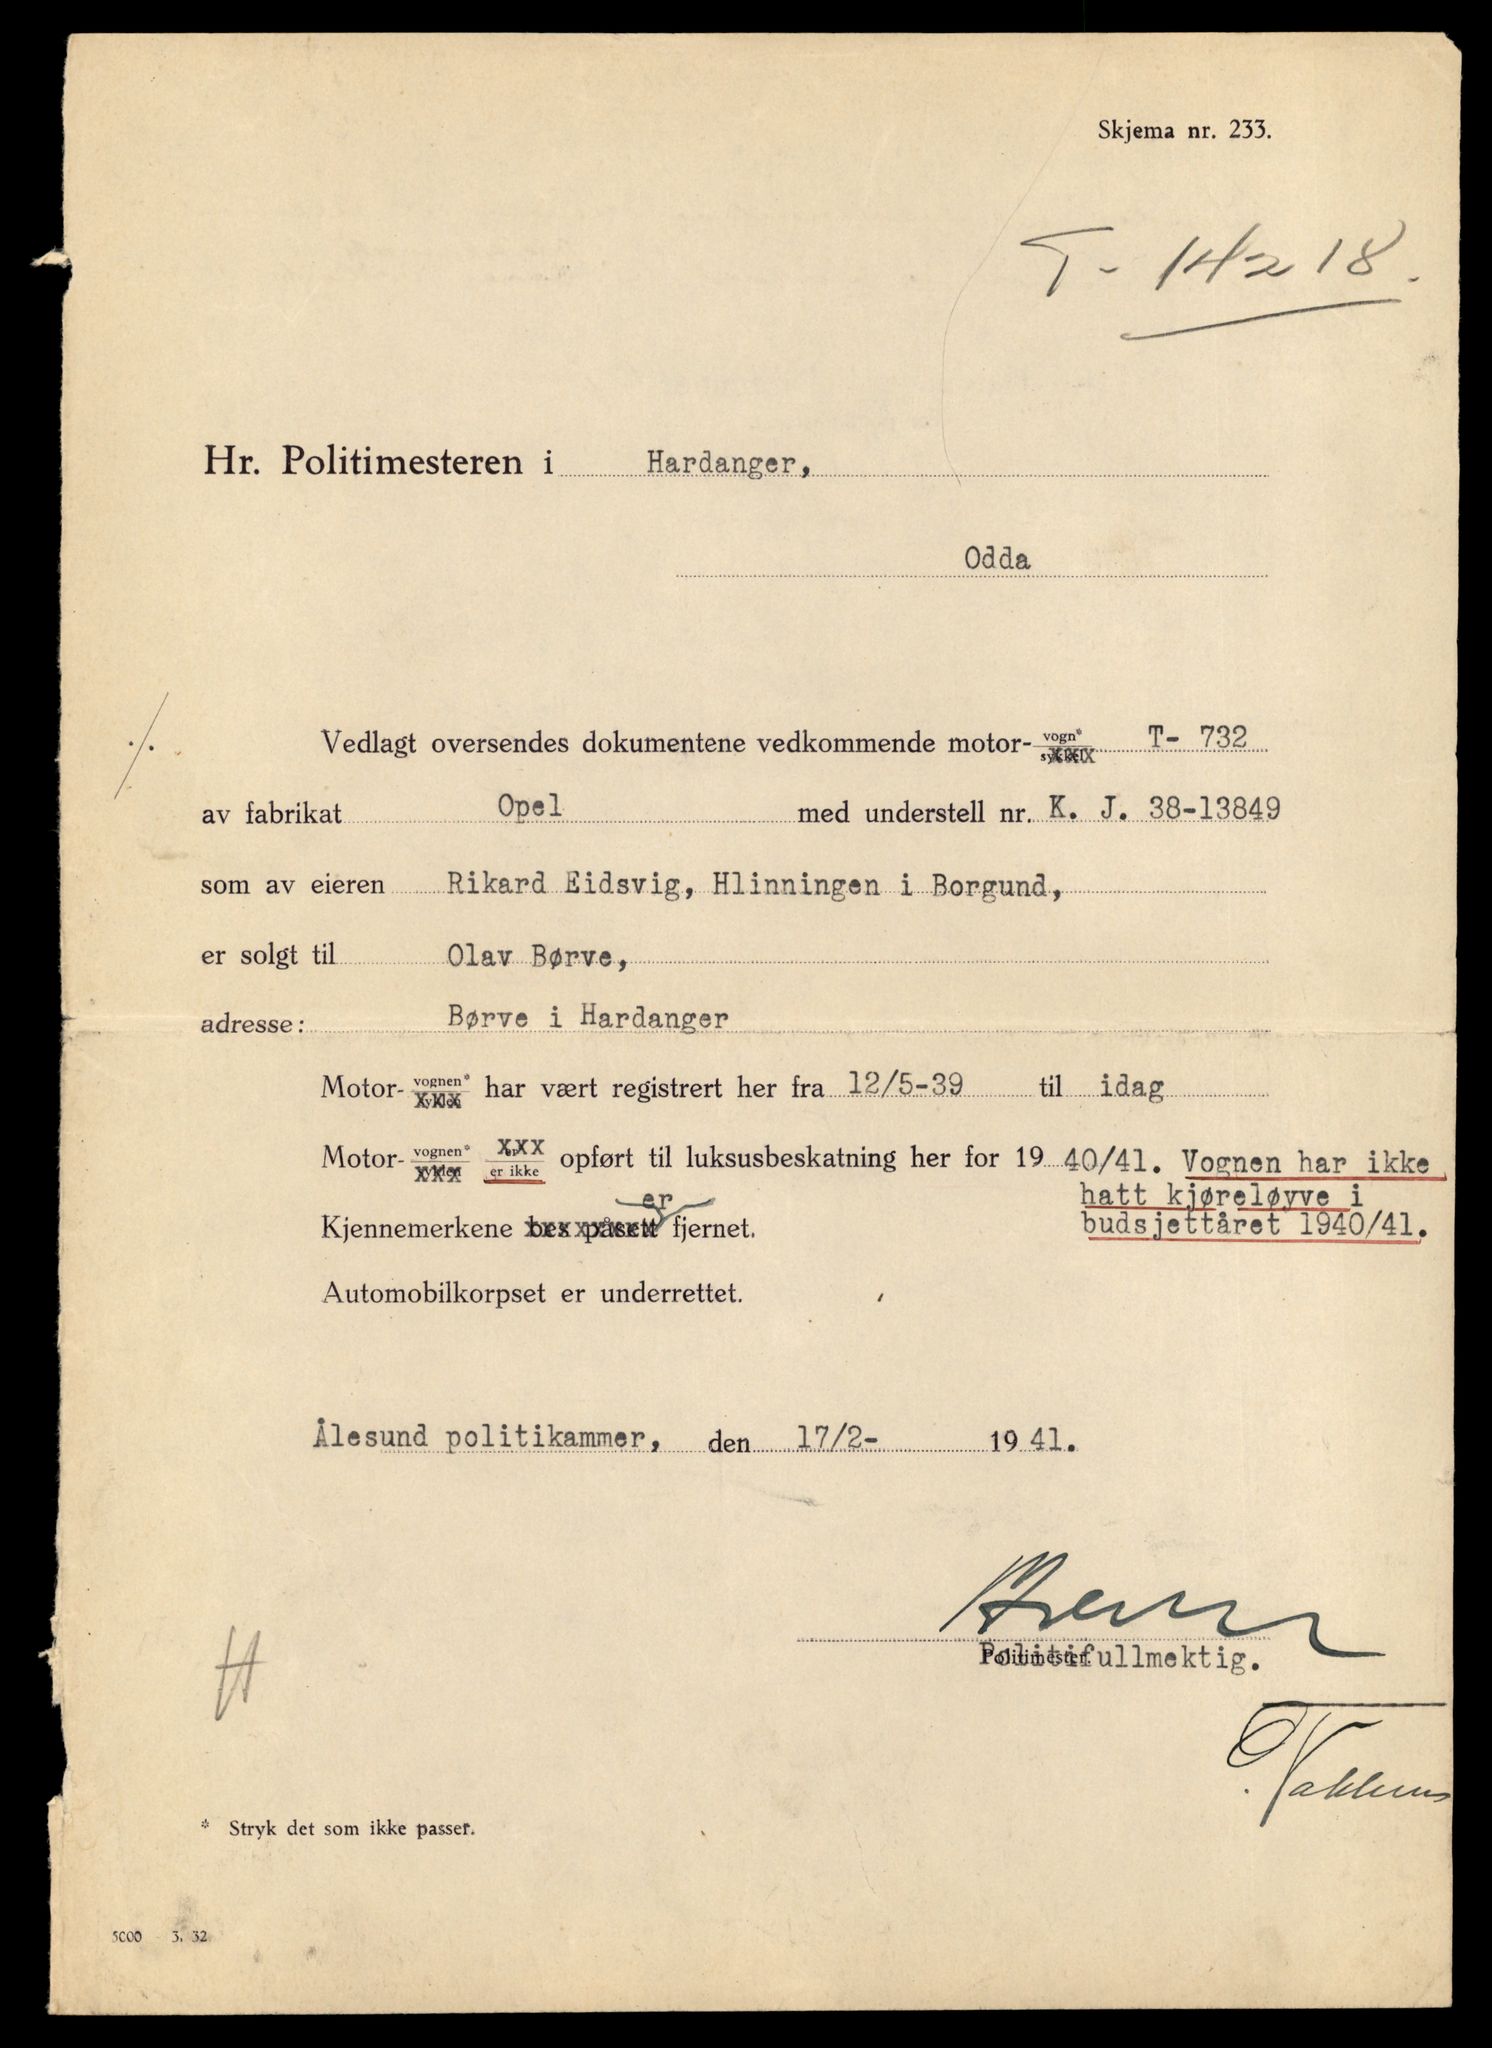 Skjema nr. 233.
T- 14218.
Hr. Politimesteren i Hardanger,
Odda
./. Vedlagt oversendes dokumentene vedkommende motor- vogn* T- 732
av fabrikat Opel med understell nr. K. J. 38-13849
som av eieren Rikard Eidsvig, Hlinningen i Borgund,
er solgt til Olav Børve,
adresse: Børve i Hardanger
Motor- vognen* har vært registrert her fra 12/5-39 til idag
Motor- vognen* er ikke opført til luksusbeskatning her for 1940/41. Vognen har ikke
hatt kjøreløyve i
budsjettåret 1940/41.
Kjennemerkene bes påsett er fjernet.
Automobilkorpset er underrettet.
Ålesund politikammer, den 17/2- 1941.
Politifullmektig.
* Stryk det som ikke passer.
5000 3. 32